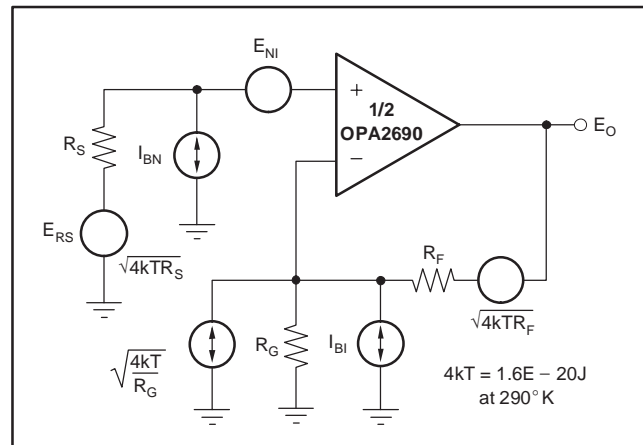 E_NI
+
1/2
OPA2690
−
E_O
R_S
I_BN
E_RS
√4kTR_S
R_F
√4kTR_F
√4kT/R_G
R_G
I_BI
4kT = 1.6E − 20J
at 290°K